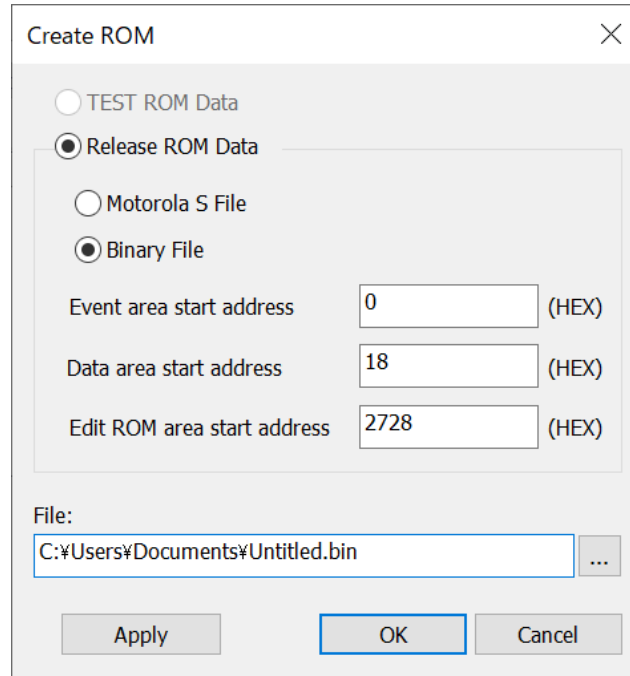 Create ROM
TEST ROM Data
Release ROM Data
Motorola S File
Binary File
Event area start address 0 (HEX)
Data area start address 18 (HEX)
Edit ROM area start address 2728 (HEX)
File:
C:¥Users¥Documents¥Untitled.bin ...
Apply OK Cancel